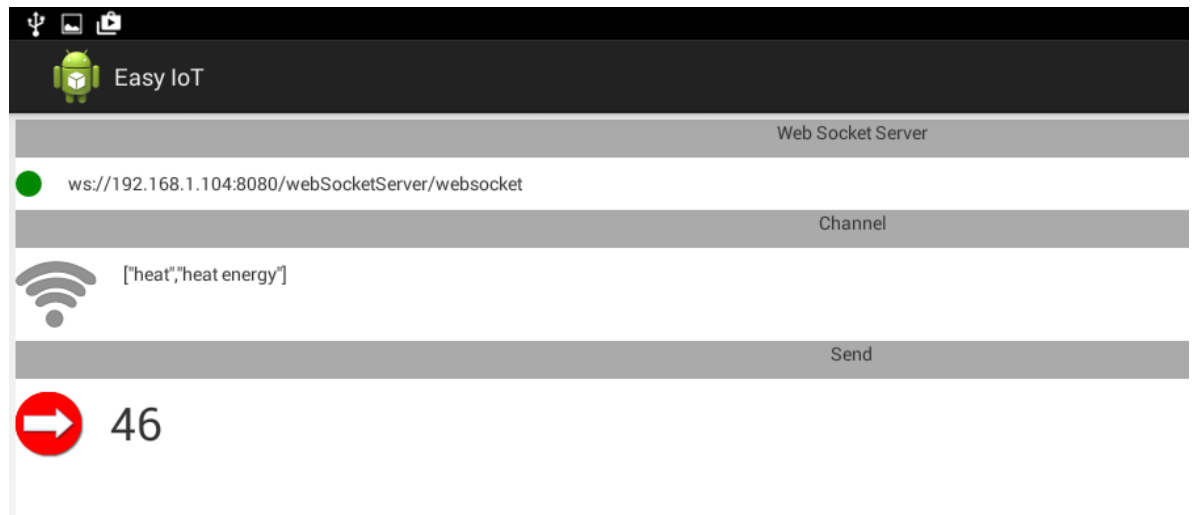 Easy IoT
Web Socket Server
ws://192.168.1.104:8080/webSocketServer/websocket
Channel
["heat","heat energy"]
Send
46